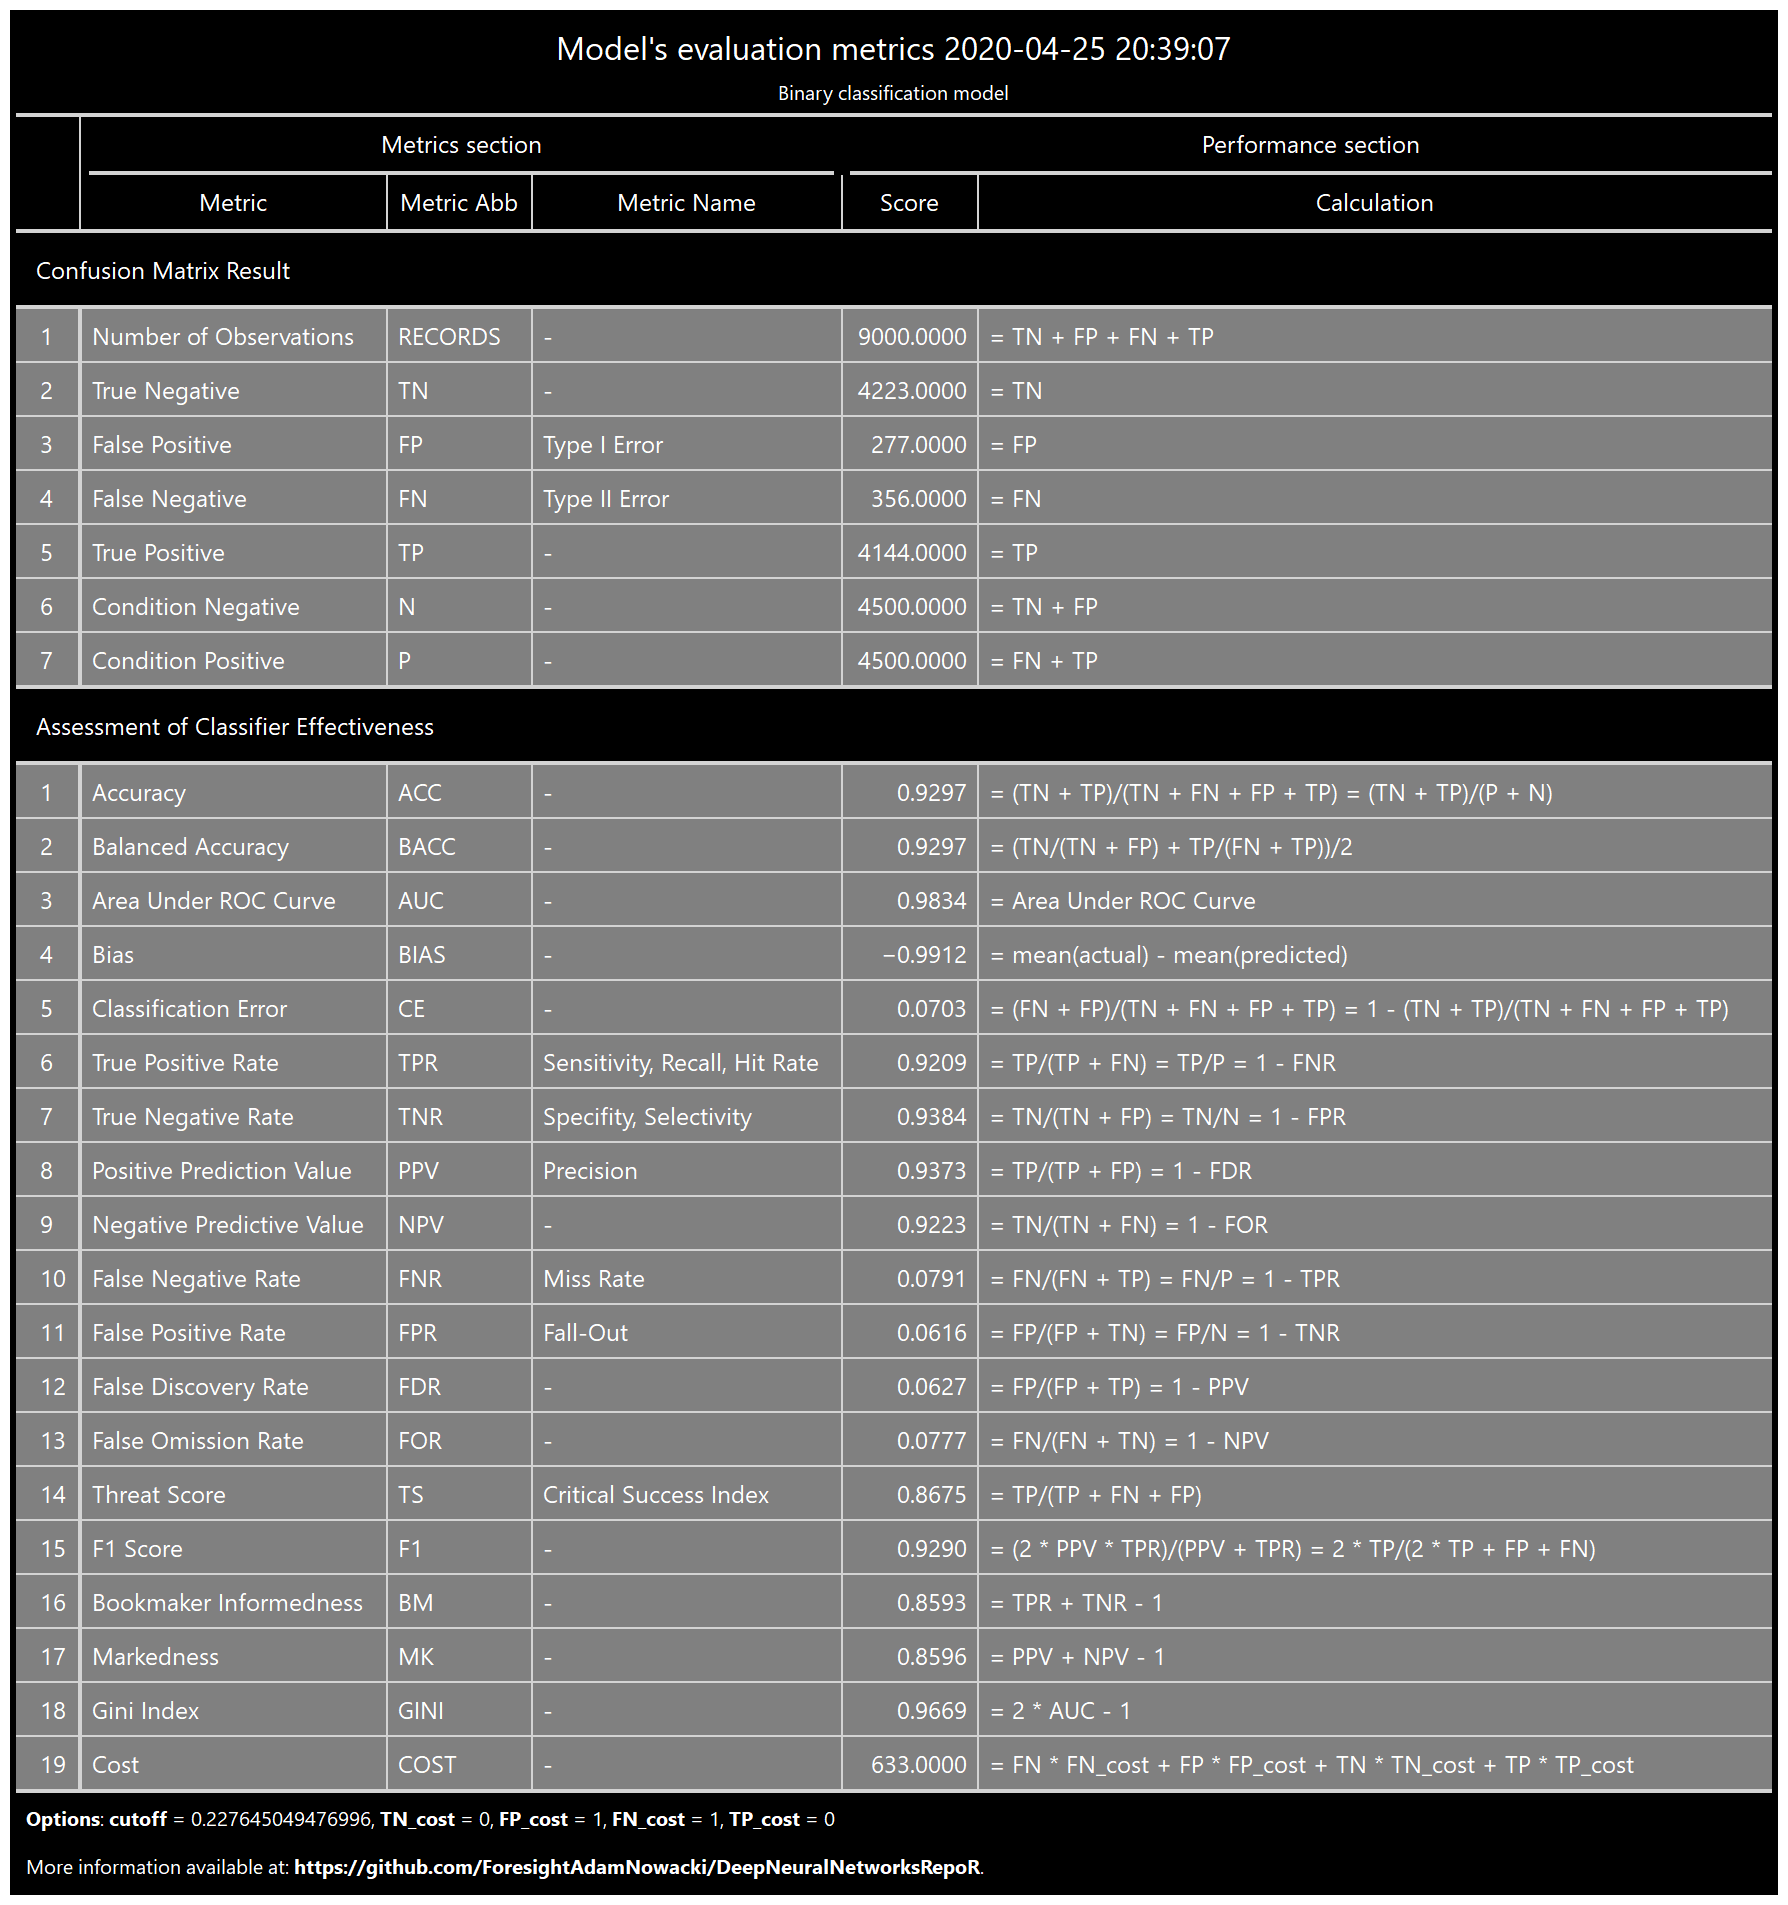 Model's evaluation metrics 2020-04-25 20:39:07
Binary classification model
Metrics section Performance section
Metric Metric Abb Metric Name Score Calculation
Confusion Matrix Result
1 Number of Observations RECORDS - 9000.0000 = TN + FP + FN + TP
2 True Negative TN - 4223.0000 = TN
3 False Positive FP Type I Error 277.0000 = FP
4 False Negative FN Type II Error 356.0000 = FN
5 True Positive TP - 4144.0000 = TP
6 Condition Negative N - 4500.0000 = TN + FP
7 Condition Positive P - 4500.0000 = FN + TP
Assessment of Classifier Effectiveness
1 Accuracy ACC - 0.9297 = (TN + TP)/(TN + FN + FP + TP) = (TN + TP)/(P + N)
2 Balanced Accuracy BACC - 0.9297 = (TN/(TN + FP) + TP/(FN + TP))/2
3 Area Under ROC Curve AUC - 0.9834 = Area Under ROC Curve
4 Bias BIAS - −0.9912 = mean(actual) - mean(predicted)
5 Classification Error CE - 0.0703 = (FN + FP)/(TN + FN + FP + TP) = 1 - (TN + TP)/(TN + FN + FP + TP)
6 True Positive Rate TPR Sensitivity, Recall, Hit Rate 0.9209 = TP/(TP + FN) = TP/P = 1 - FNR
7 True Negative Rate TNR Specifity, Selectivity 0.9384 = TN/(TN + FP) = TN/N = 1 - FPR
8 Positive Prediction Value PPV Precision 0.9373 = TP/(TP + FP) = 1 - FDR
9 Negative Predictive Value NPV - 0.9223 = TN/(TN + FN) = 1 - FOR
10 False Negative Rate FNR Miss Rate 0.0791 = FN/(FN + TP) = FN/P = 1 - TPR
11 False Positive Rate FPR Fall-Out 0.0616 = FP/(FP + TN) = FP/N = 1 - TNR
12 False Discovery Rate FDR - 0.0627 = FP/(FP + TP) = 1 - PPV
13 False Omission Rate FOR - 0.0777 = FN/(FN + TN) = 1 - NPV
14 Threat Score TS Critical Success Index 0.8675 = TP/(TP + FN + FP)
15 F1 Score F1 - 0.9290 = (2 * PPV * TPR)/(PPV + TPR) = 2 * TP/(2 * TP + FP + FN)
16 Bookmaker Informedness BM - 0.8593 = TPR + TNR - 1
17 Markedness MK - 0.8596 = PPV + NPV - 1
18 Gini Index GINI - 0.9669 = 2 * AUC - 1
19 Cost COST - 633.0000 = FN * FN_cost + FP * FP_cost + TN * TN_cost + TP * TP_cost
Options: cutoff = 0.227645049476996, TN_cost = 0, FP_cost = 1, FN_cost = 1, TP_cost = 0
More information available at: https://github.com/ForesightAdamNowacki/DeepNeuralNetworksRepoR.